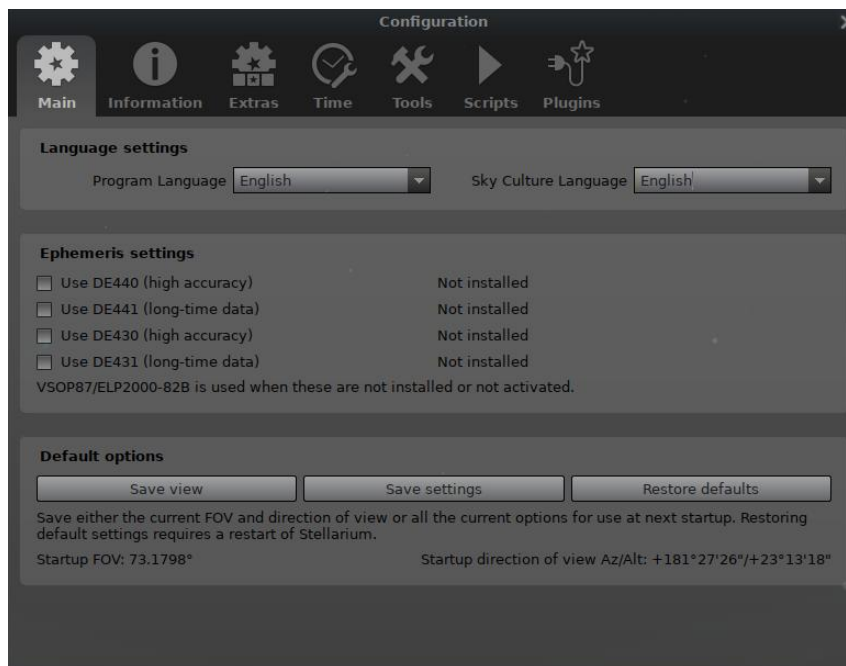 Configuration
Main Information Extras Time Tools Scripts Plugins
Language settings
Program Language English Sky Culture Language English
Ephemeris settings
Use DE440 (high accuracy) Not installed
Use DE441 (long-time data) Not installed
Use DE430 (high accuracy) Not installed
Use DE431 (long-time data) Not installed
VSOP87/ELP2000-82B is used when these are not installed or not activated.
Default options
Save view Save settings Restore defaults
Save either the current FOV and direction of view or all the current options for use at next startup. Restoring
default settings requires a restart of Stellarium.
Startup FOV: 73.1798° Startup direction of view Az/Alt: +181°27'26"/+23°13'18"